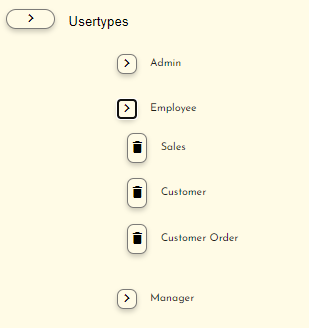 Usertypes
Admin
Employee
Sales
Customer
Customer Order
Manager